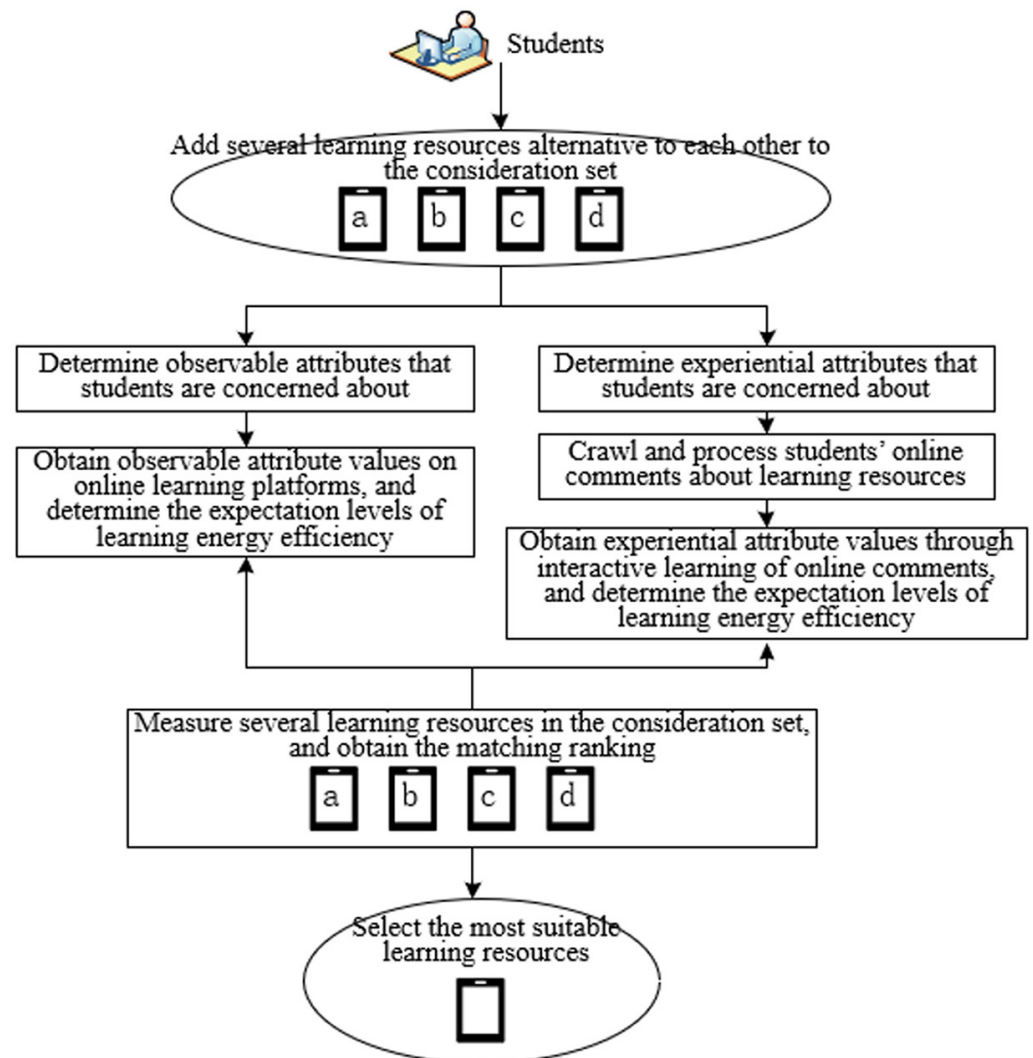 Students
Add several learning resources alternative to each other to
the consideration set
a b c d
Determine observable attributes that
students are concerned about
Obtain observable attribute values on
online learning platforms, and
determine the expectation levels of
learning energy efficiency
Determine experiential attributes that
students are concerned about
Crawl and process students’ online
comments about learning resources
Obtain experiential attribute values through
interactive learning of online comments,
and determine the expectation levels of
learning energy efficiency
Measure several learning resources in the consideration set,
and obtain the matching ranking
a b c d
Select the most suitable
learning resources